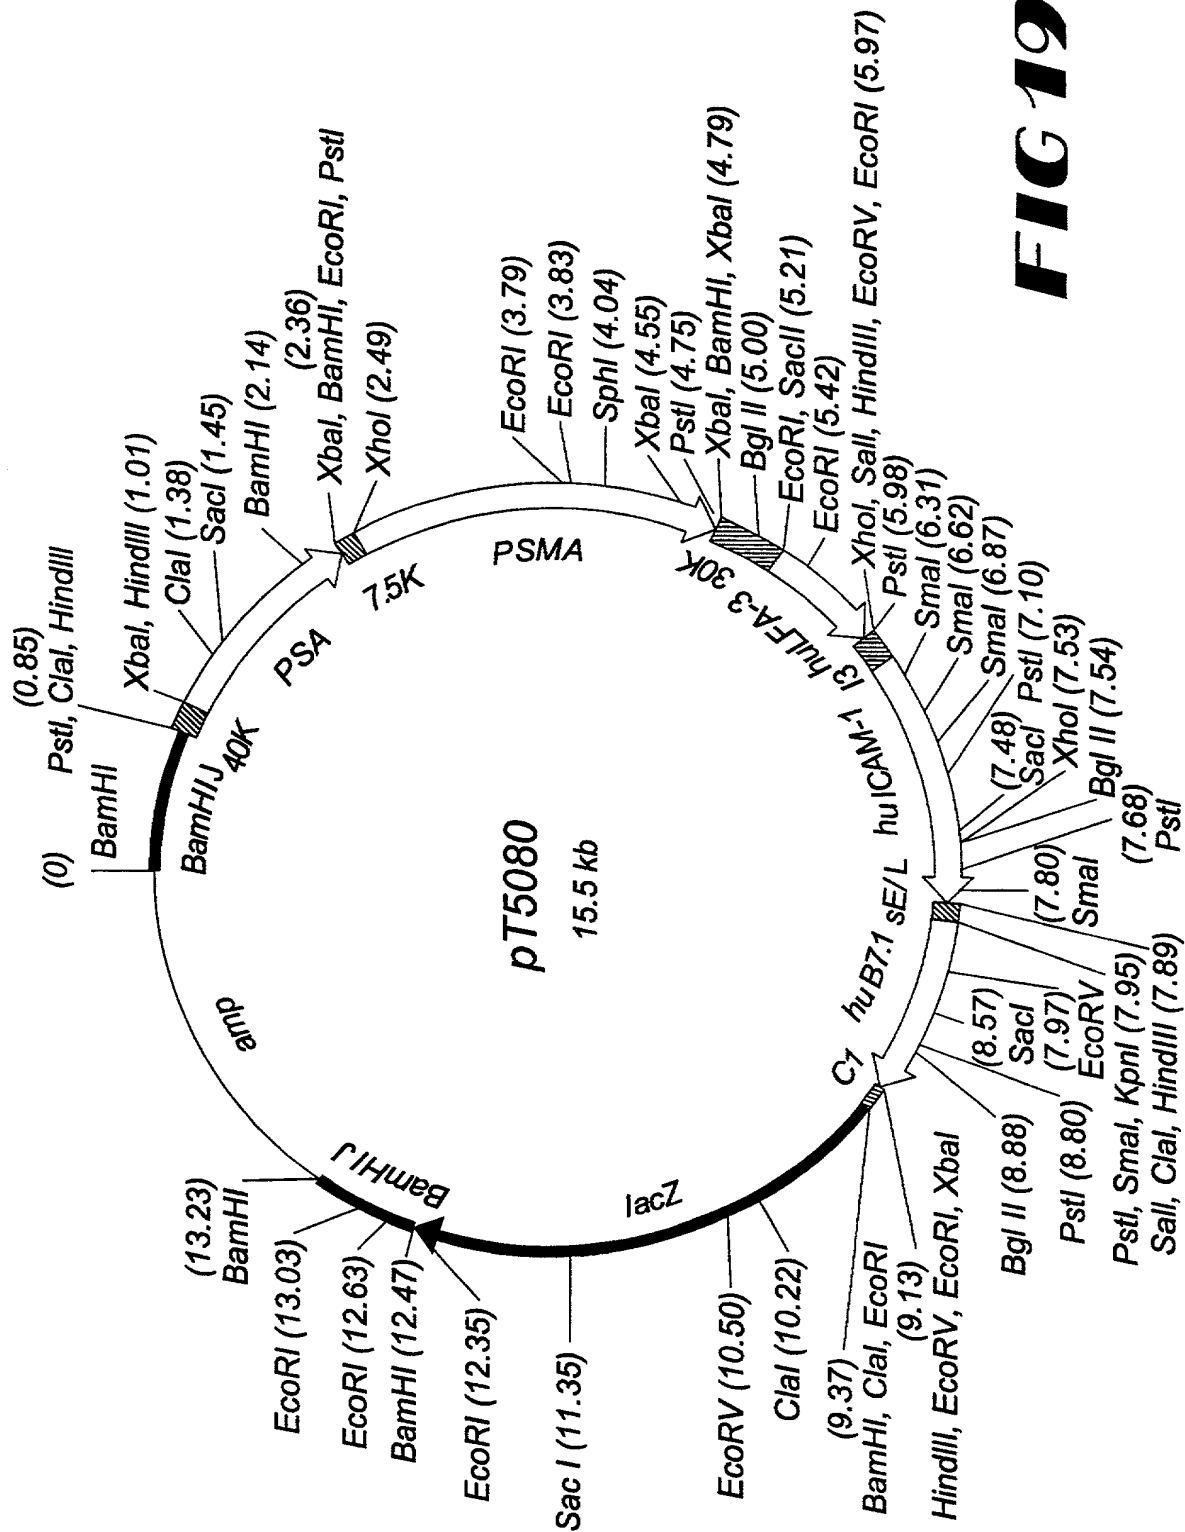 (0)
BamHI
(0.85)
PstI, ClaI, HindIII
XbaI, HindIII (1.01)
ClaI (1.38)
SacI (1.45)
BamHI (2.14)
(2.36)
XbaI, BamHI, EcoRI, PstI
XhoI (2.49)
EcoRI (3.79)
EcoRI (3.83)
SphI (4.04)
XbaI (4.55)
PstI (4.75)
XbaI, BamHI, XbaI (4.79)
Bgl II (5.00)
EcoRI, SacII (5.21)
EcoRI (5.42)
XhoI, SalI, HindIII, EcoRV, EcoRI (5.97)
PstI (5.98)
SmaI (6.31)
SmaI (6.62)
SmaI (6.87)
PstI (7.10)
(7.48)
SacI
XhoI (7.53)
Bgl II (7.54)
(7.68)
PstI
(7.80)
SmaI
SalI, ClaI, HindIII (7.89)
PstI, SmaI, KpnI (7.95)
(7.97)
EcoRV
(8.57)
SacI
PstI (8.80)
Bgl II (8.88)
(9.13)
HindIII, EcoRV, EcoRI, XbaI
(9.37)
BamHI, ClaI, EcoRI
ClaI (10.22)
EcoRV (10.50)
Sac I (11.35)
EcoRI (12.35)
BamHI (12.47)
EcoRI (12.63)
EcoRI (13.03)
(13.23)
BamHI
BamHI J
40K
PSA
7.5K
PSMA
30K
huLFA-3
I3
huICAM-1
sE/L
huB7.1
C1
lacZ
BamHI J
amp
pT5080
15.5 kb
FIG 19